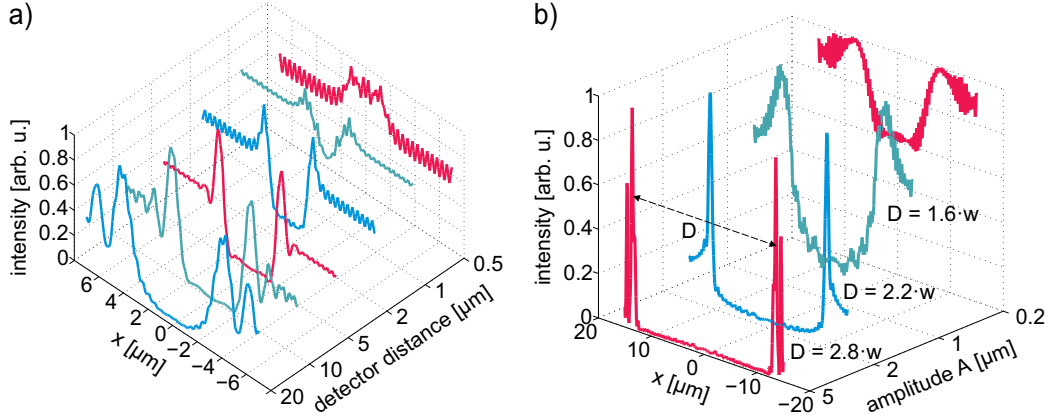 a)
intensity [arb. u.]
1
0.8
0.6
0.4
0.2
0
6
4
2
0
−2
−4
−6
x [µm]
20
10
5
2
1
0.5
detector distance [µm]
b)
intensity [arb. u.]
1
0.8
0.6
0.4
0.2
0
20
10
0
−10
−20
x [µm]
5
2
1
0.2
amplitude A [µm]
D
D = 1.6·w
D = 2.2·w
D = 2.8·w